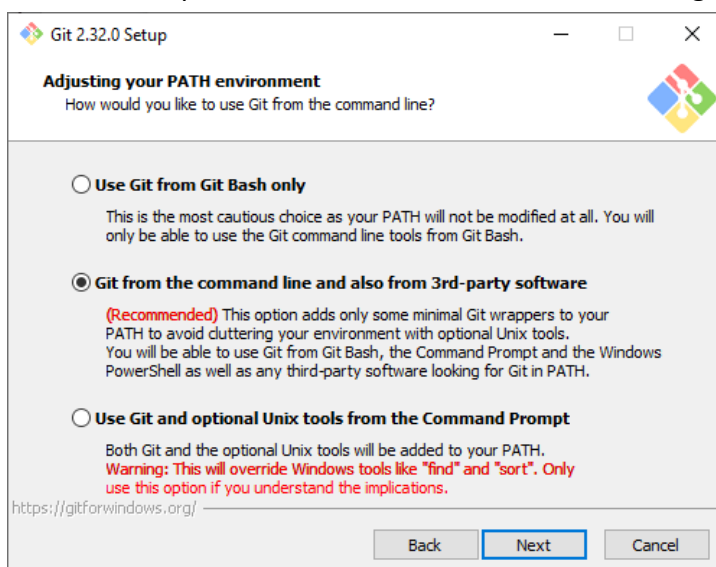 Git 2.32.0 Setup
Adjusting your PATH environment
How would you like to use Git from the command line?
Use Git from Git Bash only
This is the most cautious choice as your PATH will not be modified at all. You will
only be able to use the Git command line tools from Git Bash.
Git from the command line and also from 3rd-party software
(Recommended) This option adds only some minimal Git wrappers to your
PATH to avoid cluttering your environment with optional Unix tools.
You will be able to use Git from Git Bash, the Command Prompt and the Windows
PowerShell as well as any third-party software looking for Git in PATH.
Use Git and optional Unix tools from the Command Prompt
Both Git and the optional Unix tools will be added to your PATH.
Warning: This will override Windows tools like "find" and "sort". Only
use this option if you understand the implications.
https://gitforwindows.org/
Back Next Cancel